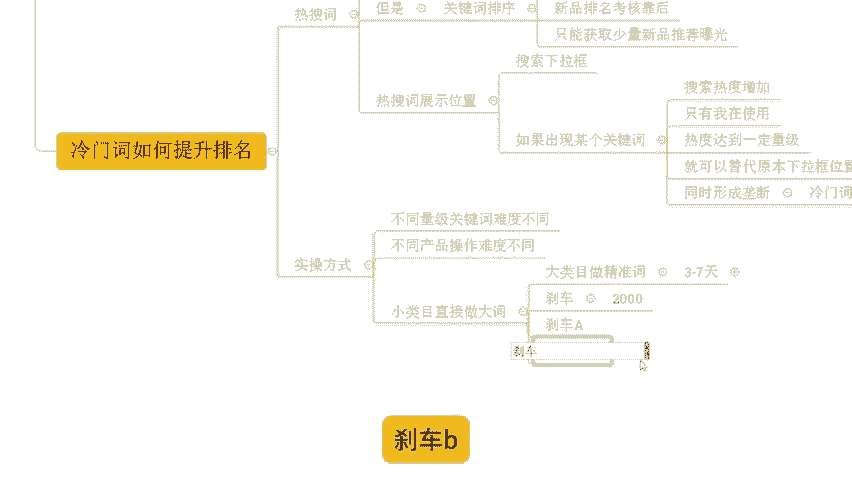 热搜词
但是
关键词排序
新品排名考核靠后
只能获取少量新品推荐曝光
热搜词展示位置
搜索下拉框
如果出现某个关键词
搜索热度增加
只有我在使用
热度达到一定量级
就可以替代原本下拉框位置
同时形成垄断
冷门词
冷门词如何提升排名
实操方式
不同量级关键词难度不同
不同产品操作难度不同
小类目直接做大词
大类目做精准词
3-7天
刹车
2000
刹车A
刹车
刹车b